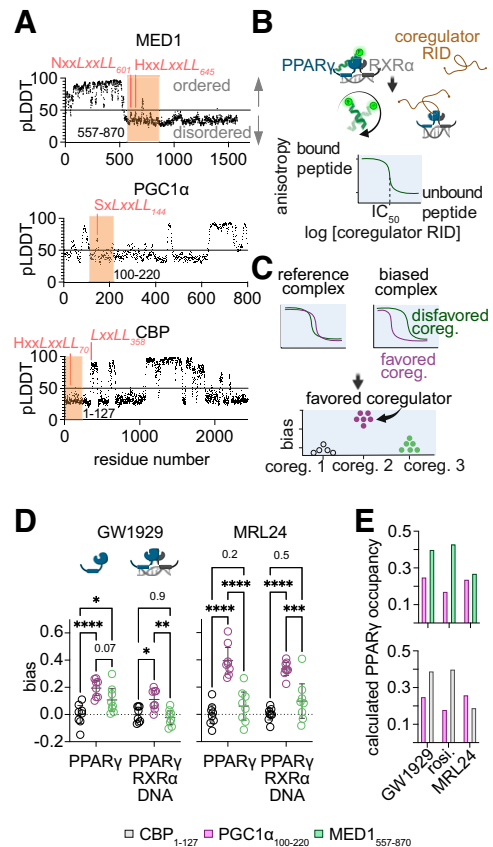 A
MED1
NxxLxxLL601 HxxLxxLL645
100
50
0
pLDDT
ordered
disordered
557-870
0 500 1000 1500
PGC1α
SxLxxLL144
100
50
0
pLDDT
100-220
0 200 400 600 800
CBP
HxxLxxLL70 LxxLL358
100
50
0
pLDDT
1-127
0 1000 2000
residue number
B
coregulator
RID
PPARγ RXRα
anisotropy
bound
peptide
unbound
peptide
IC50
log [coregulator RID]
C
reference
complex
biased
complex
disfavored
coreg.
favored
coreg.
favored coregulator
bias
coreg. 1 coreg. 2 coreg. 3
D
GW1929 MRL24
0.9 0.2 0.5
* **** ****
**** 0.07 ** * **** ***
0.6
0.4
0.2
0.0
-0.2
bias
PPARγ PPARγ PPARγ PPARγ
RXRα RXRα
DNA DNA
E
calculated PPARγ occupancy
0.5
0.3
0.1
0.5
0.3
0.1
GW1929 rosi. MRL24
CBP1-127 PGC1α100-220 MED1557-870